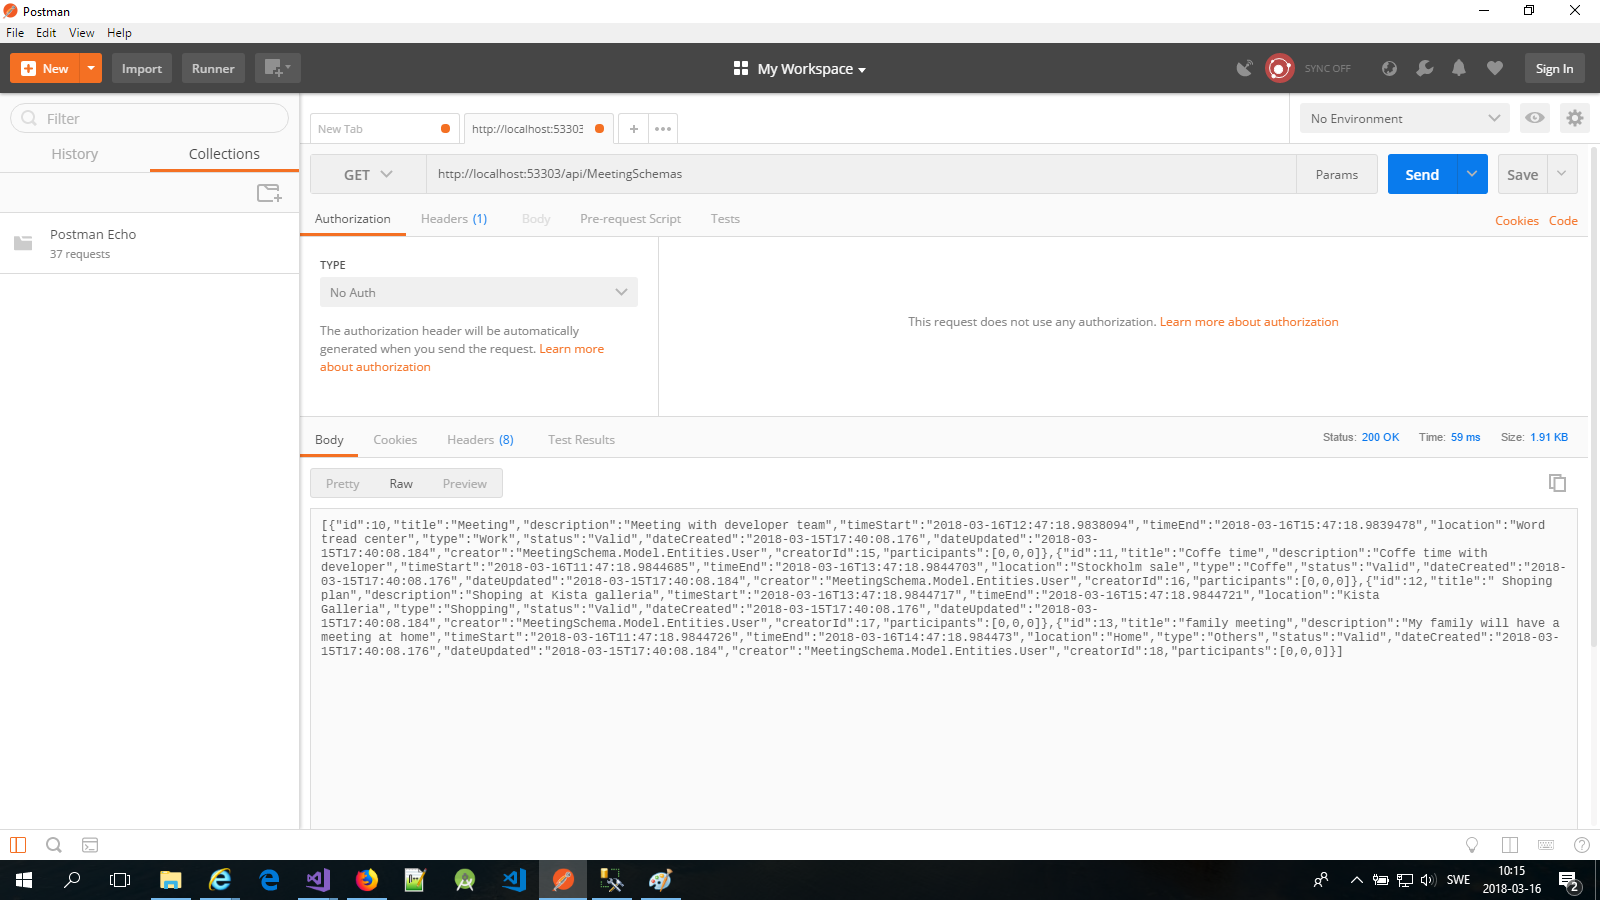 Postman
File Edit View Help
New Import Runner My Workspace SYNC OFF Sign In
Filter
History Collections
Postman Echo
37 requests
New Tab http://localhost:53303 + No Environment
GET http://localhost:53303/api/MeetingSchemas Params Send Save
Authorization Headers (1) Body Pre-request Script Tests Cookies Code
TYPE
No Auth
The authorization header will be automatically
generated when you send the request. Learn more
about authorization
This request does not use any authorization. Learn more about authorization
Body Cookies Headers (8) Test Results Status: 200 OK Time: 59 ms Size: 1.91 KB
Pretty Raw Preview
[{"id":10,"title":"Meeting","description":"Meeting with developer team","timeStart":"2018-03-16T12:47:18.9838094","timeEnd":"2018-03-16T15:47:18.9839478","location":"Word
tread center","type":"Work","status":"Valid","dateCreated":"2018-03-15T17:40:08.176","dateUpdated":"2018-03-
15T17:40:08.184","creator":"MeetingSchema.Model.Entities.User","creatorId":15,"participants":[0,0,0]},{"id":11,"title":"Coffe time","description":"Coffe time with
developer","timeStart":"2018-03-16T11:47:18.9844685","timeEnd":"2018-03-16T13:47:18.9844703","location":"Stockholm sale","type":"Coffe","status":"Valid","dateCreated":"2018-
03-15T17:40:08.176","dateUpdated":"2018-03-15T17:40:08.184","creator":"MeetingSchema.Model.Entities.User","creatorId":16,"participants":[0,0,0]},{"id":12,"title":" Shoping
plan","description":"Shoping at Kista galleria","timeStart":"2018-03-16T13:47:18.9844717","timeEnd":"2018-03-16T15:47:18.9844721","location":"Kista
Galleria","type":"Shopping","status":"Valid","dateCreated":"2018-03-15T17:40:08.176","dateUpdated":"2018-03-
15T17:40:08.184","creator":"MeetingSchema.Model.Entities.User","creatorId":17,"participants":[0,0,0]},{"id":13,"title":"family meeting","description":"My family will have a
meeting at home","timeStart":"2018-03-16T11:47:18.9844726","timeEnd":"2018-03-16T14:47:18.984473","location":"Home","type":"Others","status":"Valid","dateCreated":"2018-03-
15T17:40:08.176","dateUpdated":"2018-03-15T17:40:08.184","creator":"MeetingSchema.Model.Entities.User","creatorId":18,"participants":[0,0,0]}]
SWE 10:15
2018-03-16 2